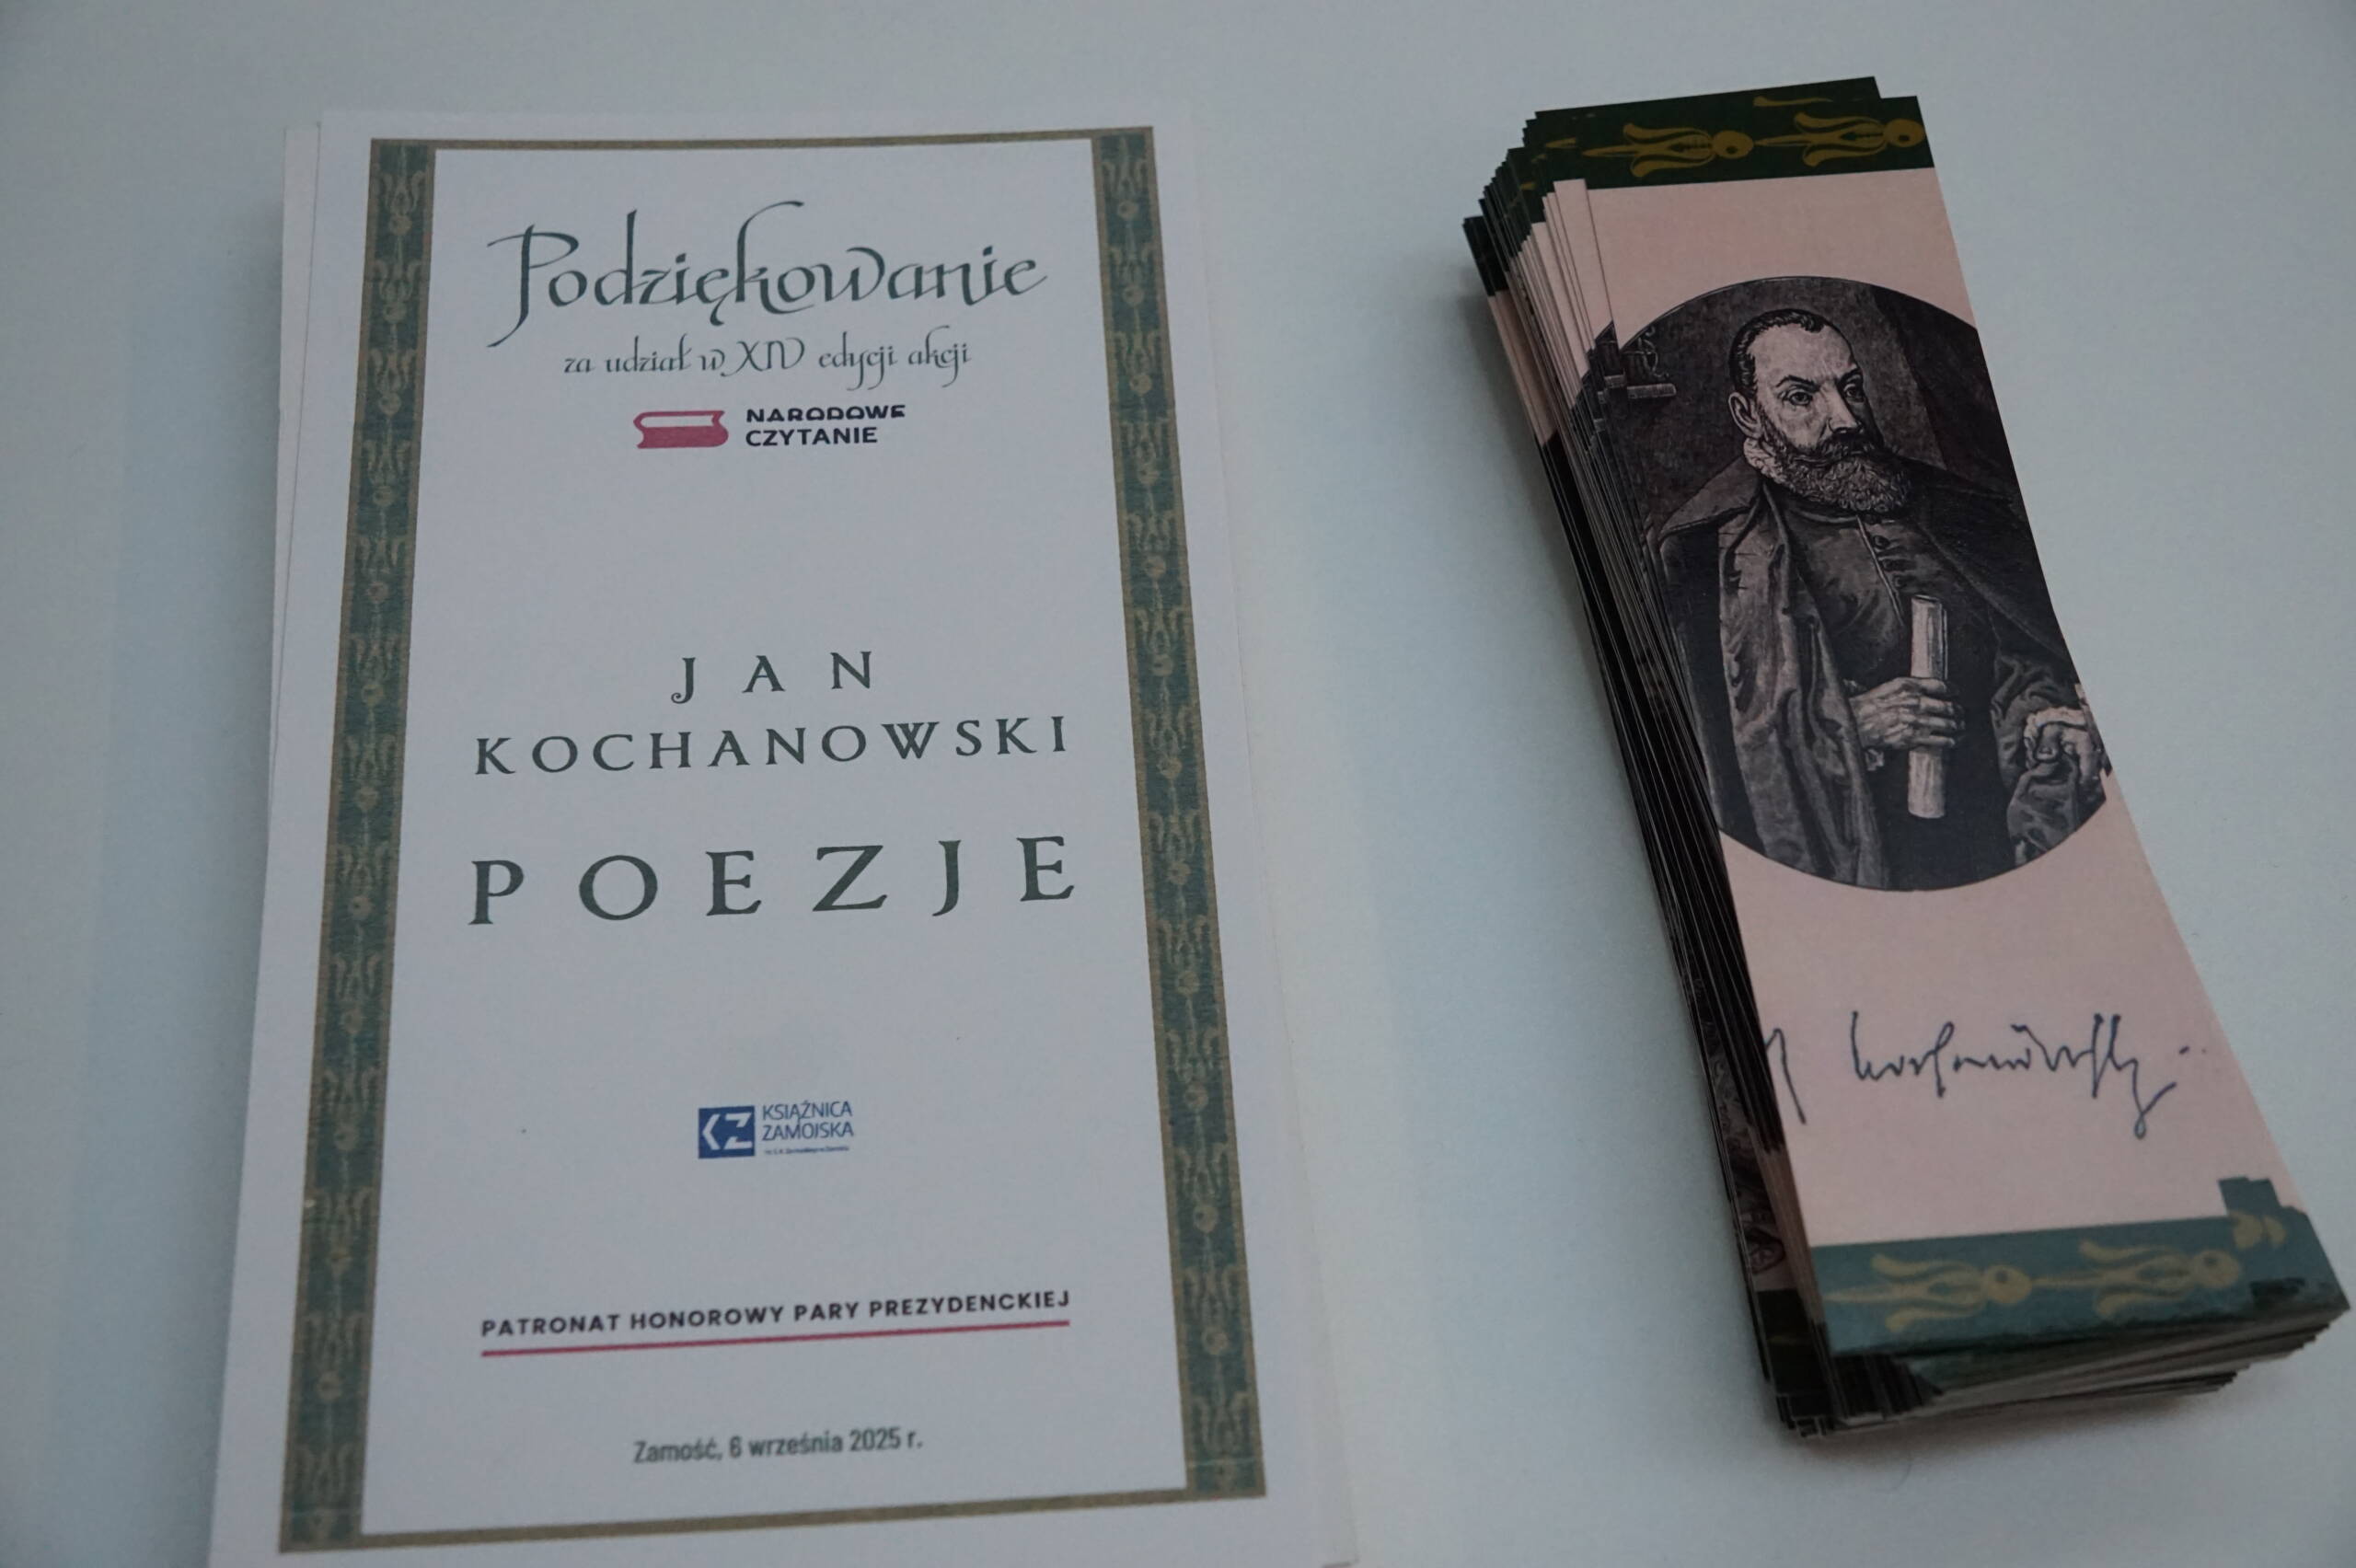 Podziękowanie
za udział w XIV edycji akcji
NARODOWE
CZYTANIE
JAN
KOCHANOWSKI
POEZJE
KZ KSIĄŻNICA
ZAMOJSKA
PATRONAT HONOROWY PARY PREZYDENCKIEJ
Zamość, 6 września 2025 r.